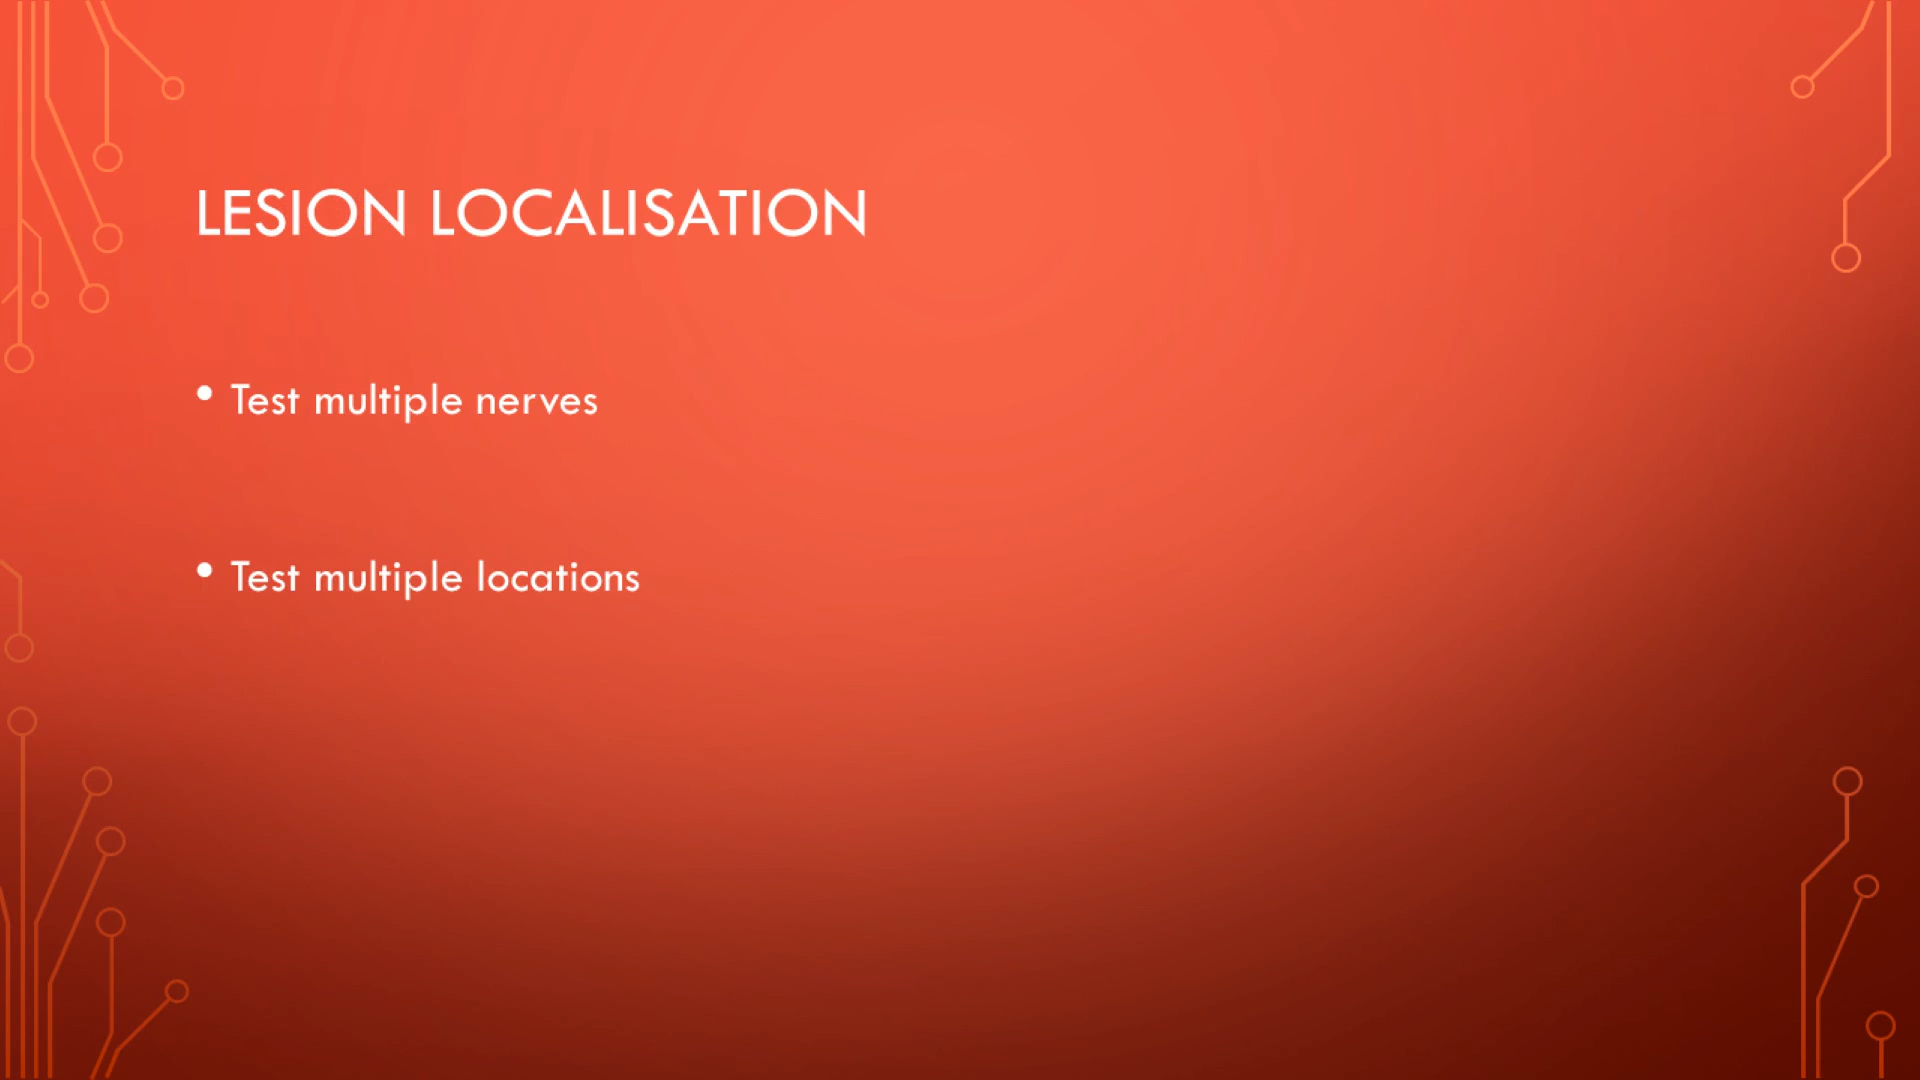 LESION LOCALISATION
• Test multiple nerves
• Test multiple locations